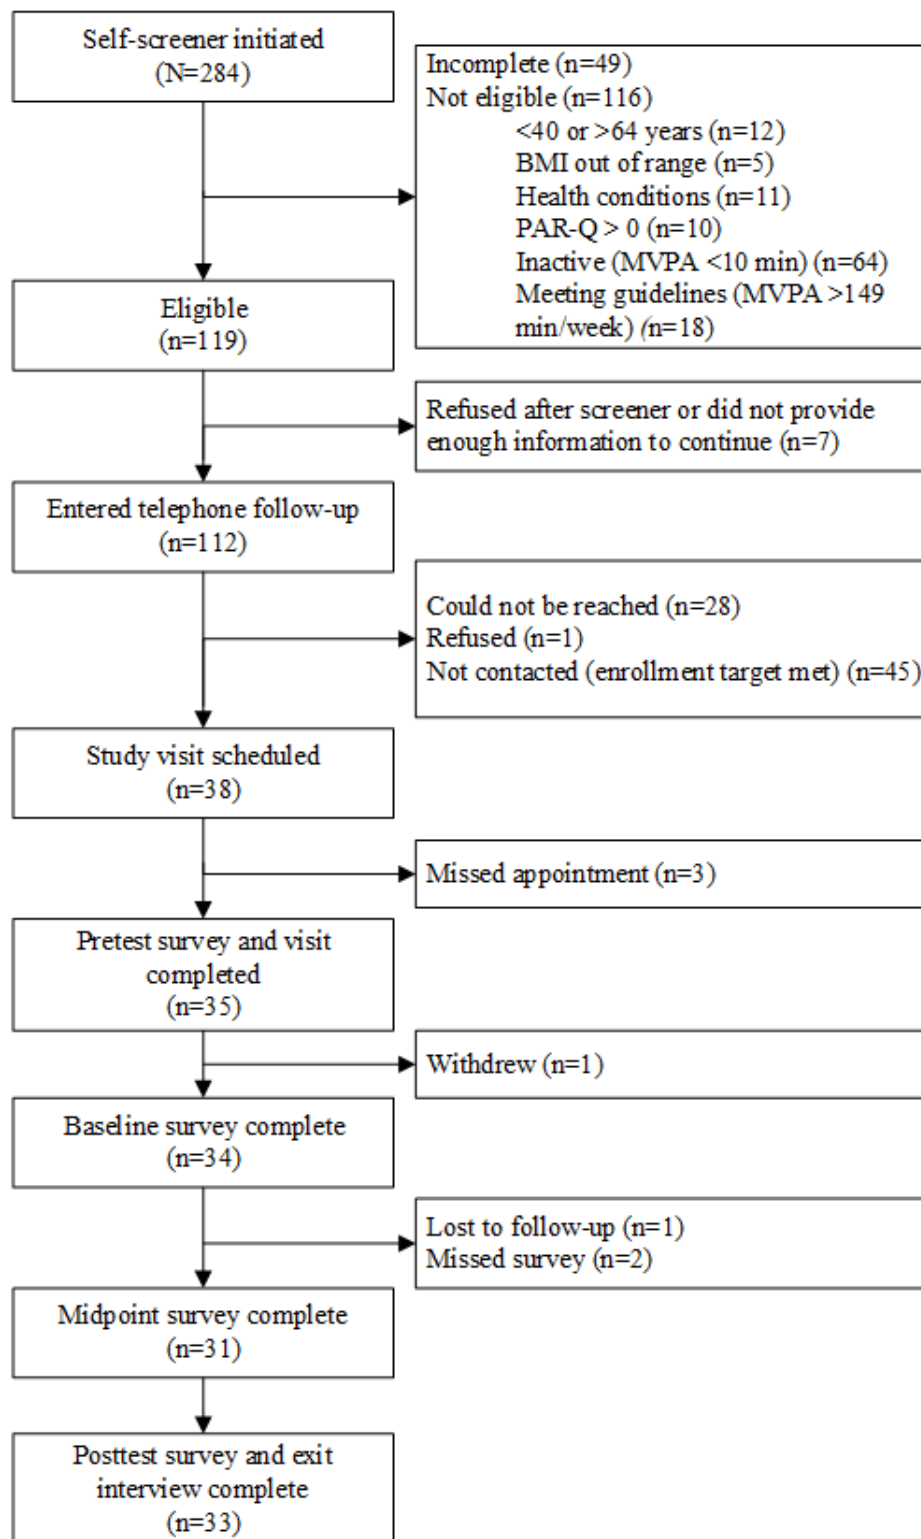 Self-screener initiated
(N=284)
Incomplete (n=49)
Not eligible (n=116)
<40 or >64 years (n=12)
BMI out of range (n=5)
Health conditions (n=11)
PAR-Q > 0 (n=10)
Inactive (MVPA <10 min) (n=64)
Meeting guidelines (MVPA >149
min/week) (n=18)
Eligible
(n=119)
Refused after screener or did not provide
enough information to continue (n=7)
Entered telephone follow-up
(n=112)
Could not be reached (n=28)
Refused (n=1)
Not contacted (enrollment target met) (n=45)
Study visit scheduled
(n=38)
Missed appointment (n=3)
Pretest survey and visit
completed
(n=35)
Withdrew (n=1)
Baseline survey complete
(n=34)
Lost to follow-up (n=1)
Missed survey (n=2)
Midpoint survey complete
(n=31)
Posttest survey and exit
interview complete
(n=33)